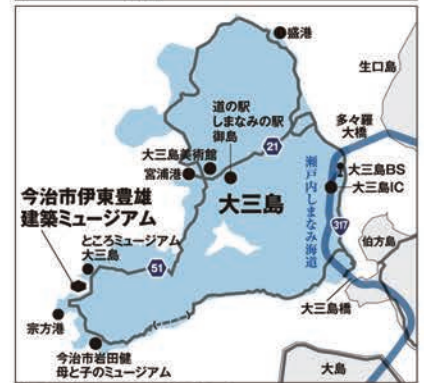 盛港
生口島
多々羅
大橋
道の駅
しまなみの駅
御島
21
大三島美術館
宮浦港
大三島BS
大三島IC
瀬戸内しまなみ海道
大三島
317
伯方島
今治市伊東豊雄
建築ミュージアム
ところミュージアム
大三島
51
大三島橋
宗方港
今治市岩田健
母と子のミュージアム
大島